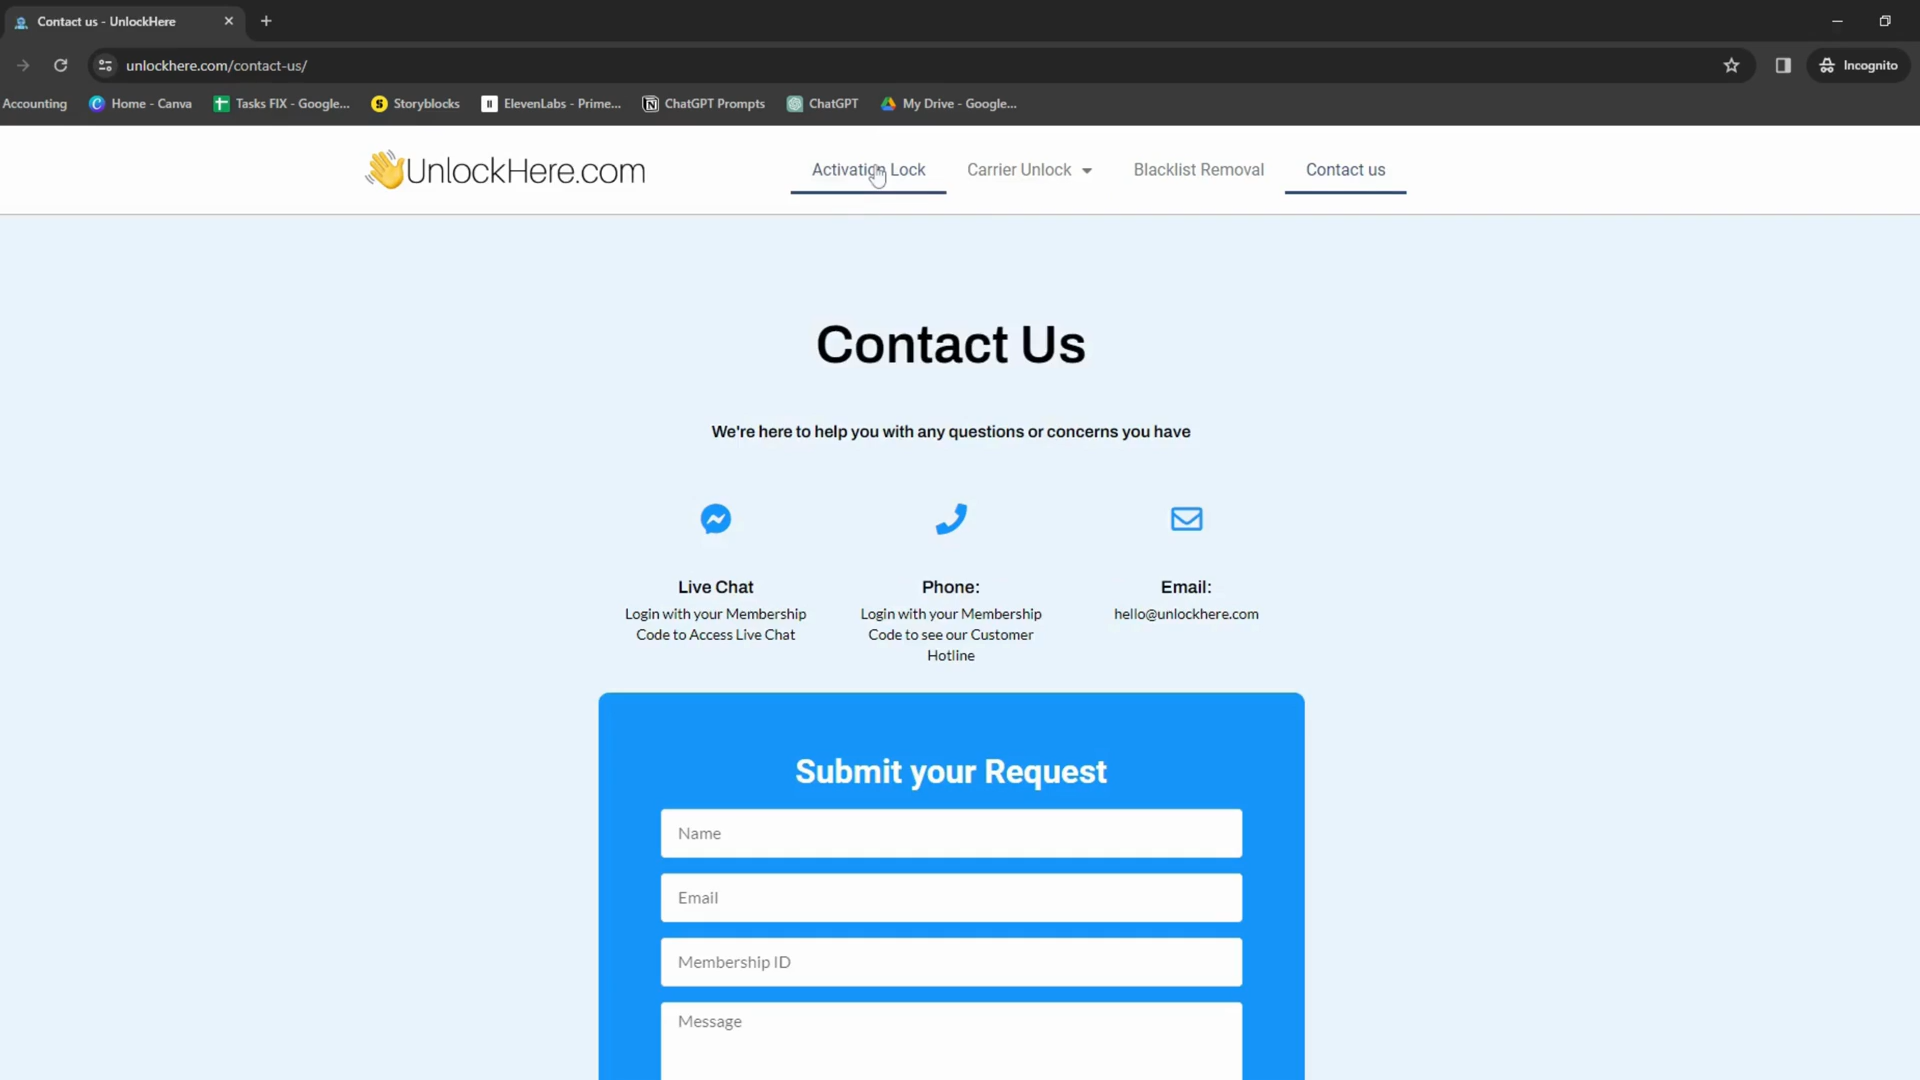 Contact us - UnlockHere
unlockhere.com/contact-us/
Incognito
Accounting
Home - Canva
Tasks FIX - Google...
Storyblocks
ElevenLabs - Prime...
ChatGPT Prompts
ChatGPT
My Drive - Google...
UnlockHere.com
Activation Lock
Carrier Unlock
Blacklist Removal
Contact us
Contact Us
We're here to help you with any questions or concerns you have
Live Chat
Login with your Membership
Code to Access Live Chat
Phone:
Login with your Membership
Code to see our Customer
Hotline
Email:
hello@unlockhere.com
Submit your Request
Name
Email
Membership ID
Message